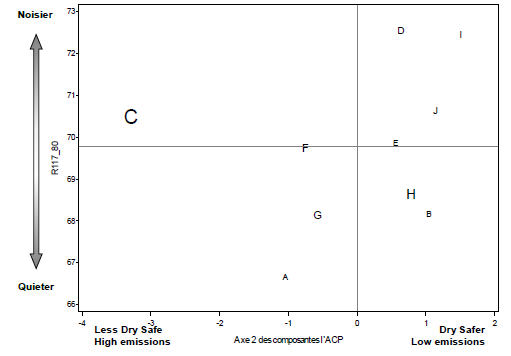 Noisier
73
D
I
72
71
J
C
70
E
F
R117_80
69
H
G
B
68
67
A
Quieter
66
-4
-3
-2
-1
0
1
2
Less Dry Safe
Dry Safer
High emissions
Axe 2 des composantes l'ACP
Low emissions